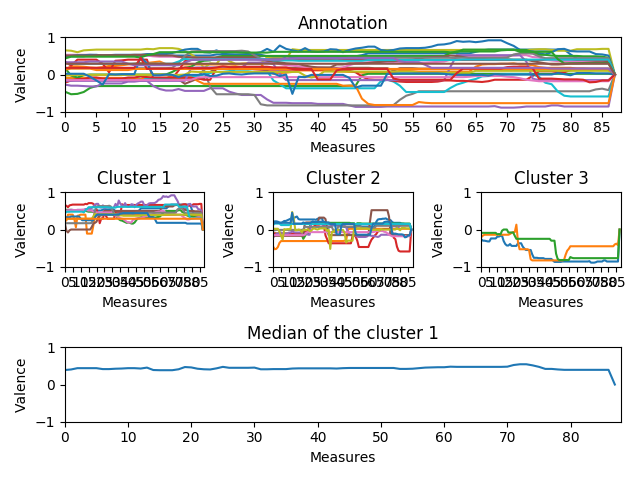 Annotation
1
0
−1
Valence
0 5 10 15 20 25 30 35 40 45 50 55 60 65 70 75 80 85
Measures
Cluster 1 Cluster 2 Cluster 3
1 1 1
0 0 0
−1 −1 −1
Valence Valence Valence
Measures Measures Measures
Median of the cluster 1
1
0
−1
Valence
0 10 20 30 40 50 60 70 80
Measures